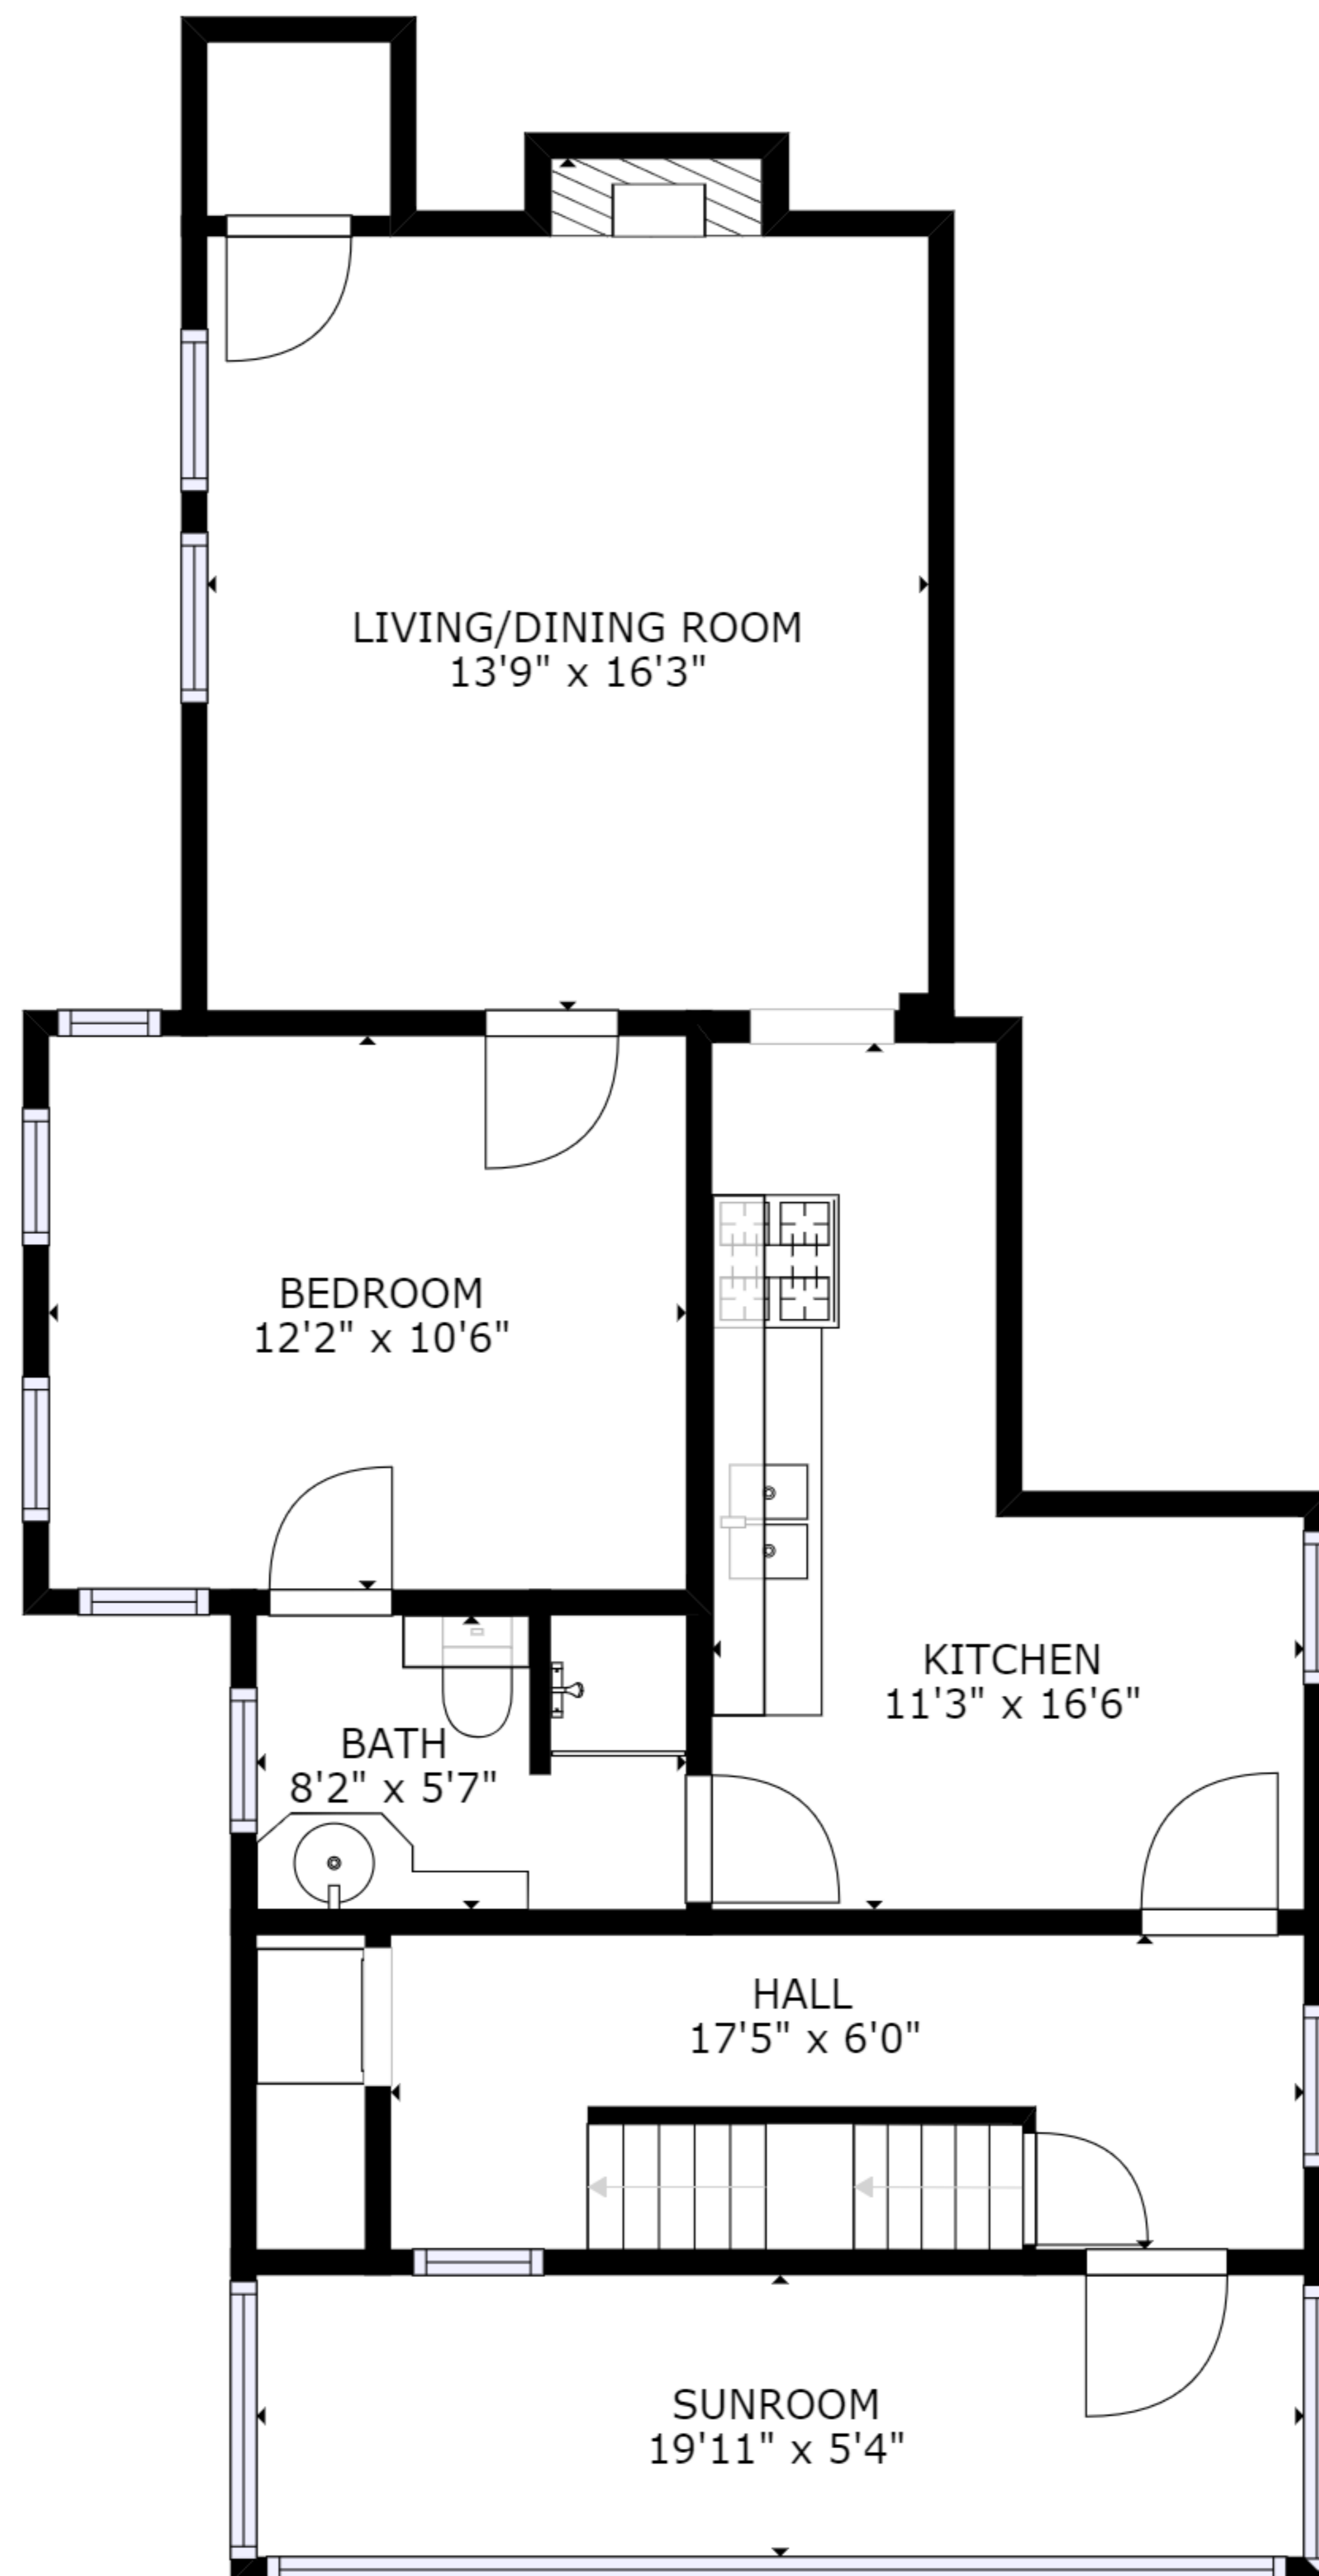 LIVING/DINING ROOM
13'9" x 16'3"
BEDROOM
12'2" x 10'6"
KITCHEN
11'3" x 16'6"
BATH
8'2" x 5'7"
HALL
17'5" x 6'0"
SUNROOM
19'11" x 5'4"